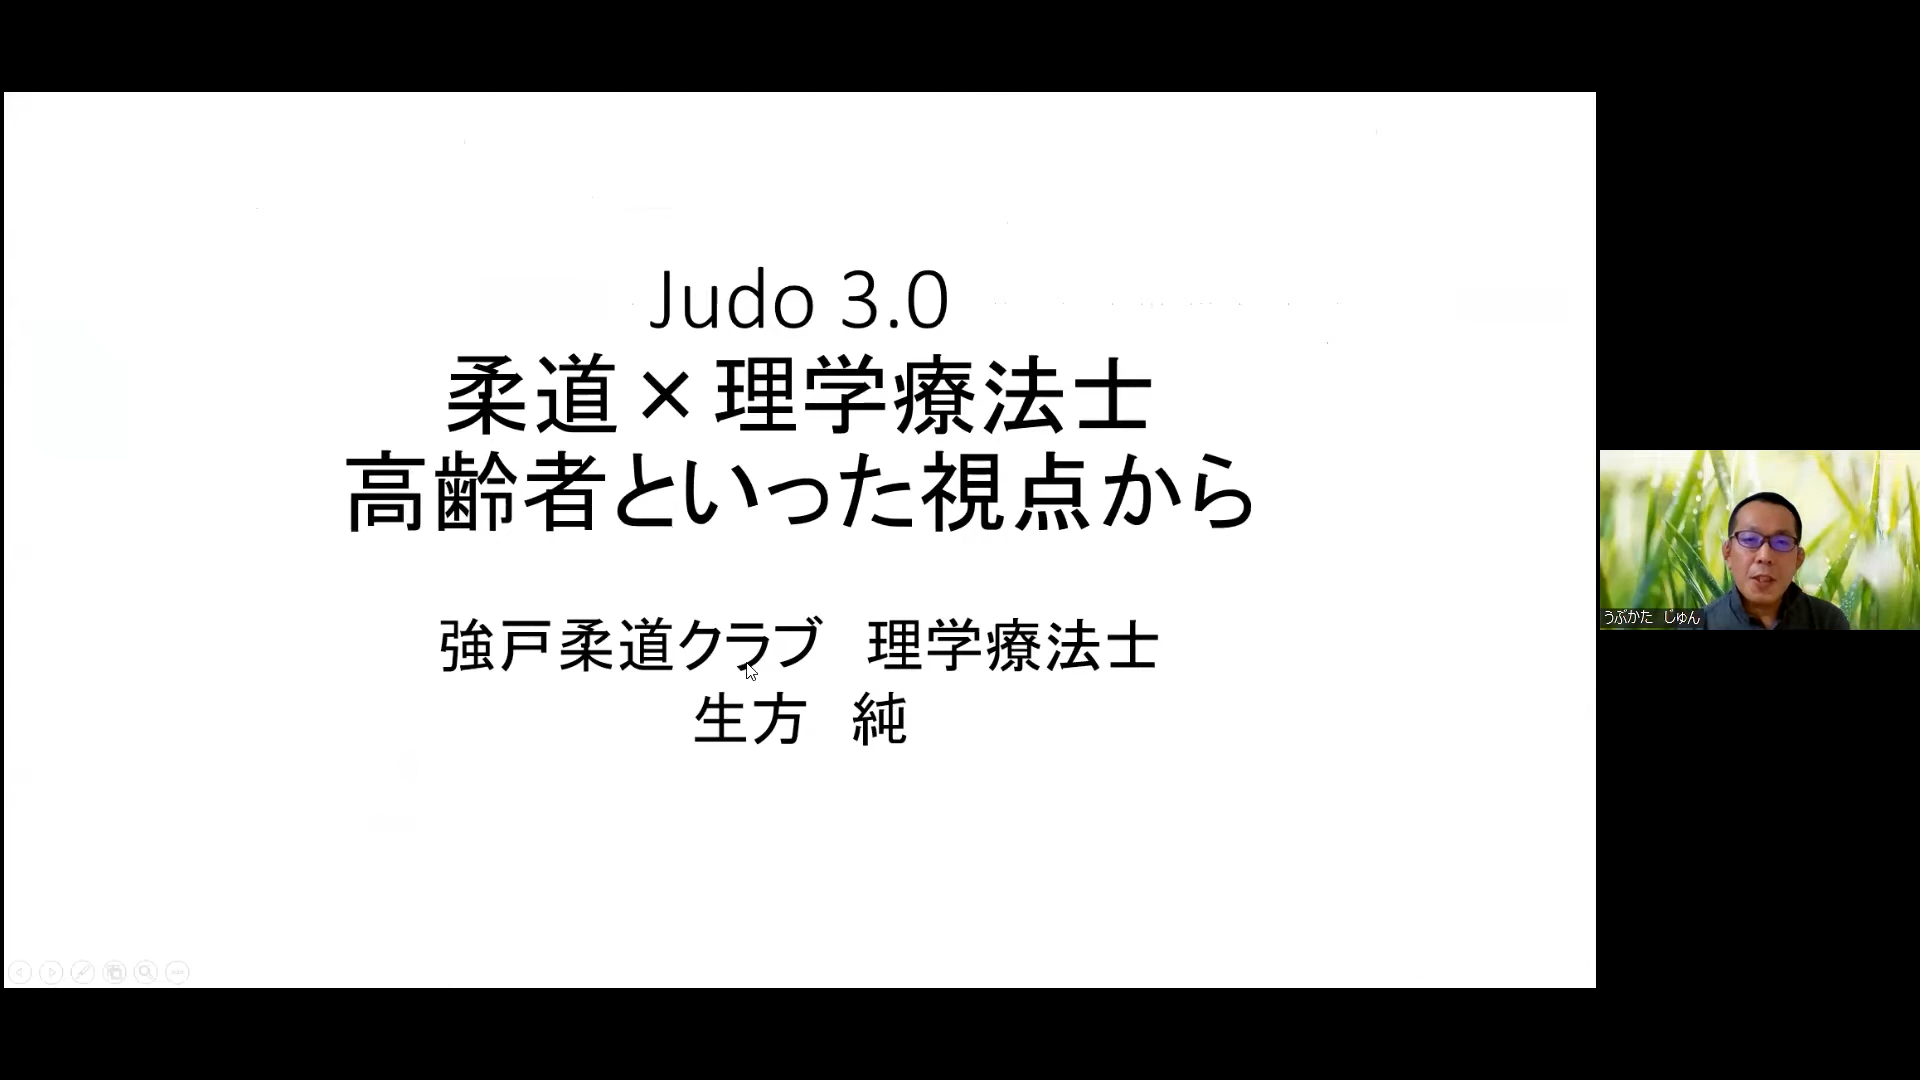 Judo 3.0
柔道×理学療法士
高齢者といった視点から
強戸柔道クラブ　理学療法士
生方　純
うぶかた　じゅん